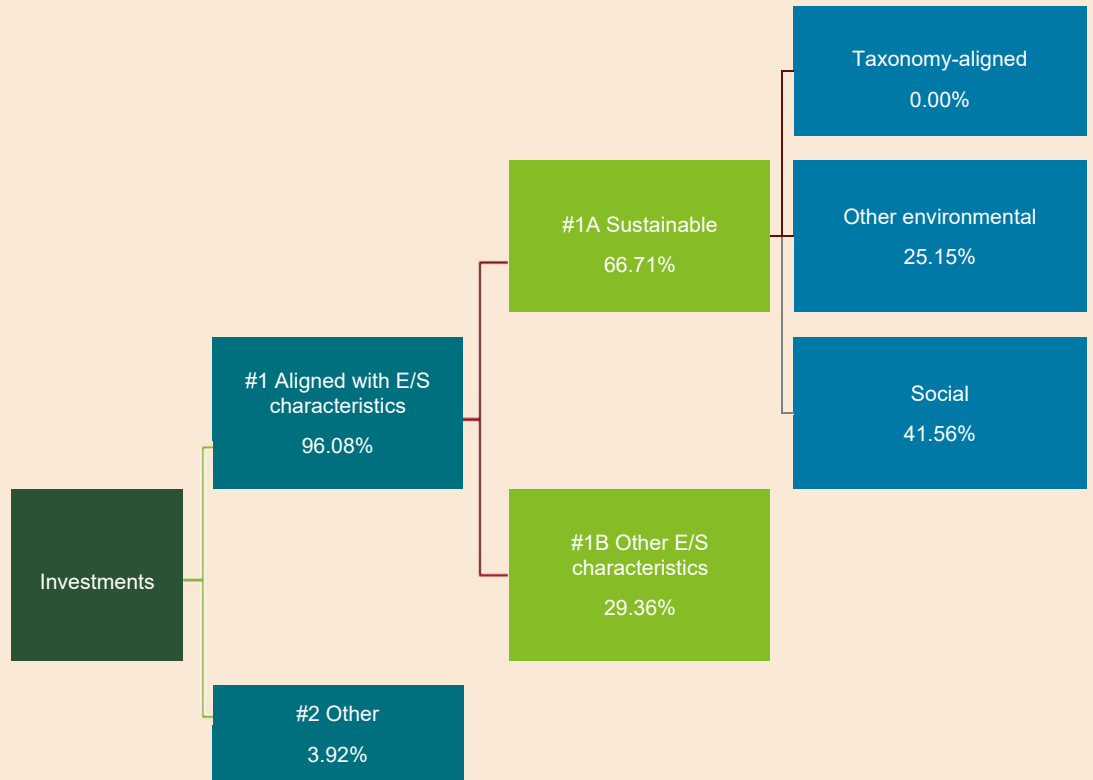 Taxonomy-aligned
0.00%
#1A Sustainable
66.71%
Other environmental
25.15%
#1 Aligned with E/S
characteristics
96.08%
Social
41.56%
Investments
#1B Other E/S
characteristics
29.36%
#2 Other
3.92%